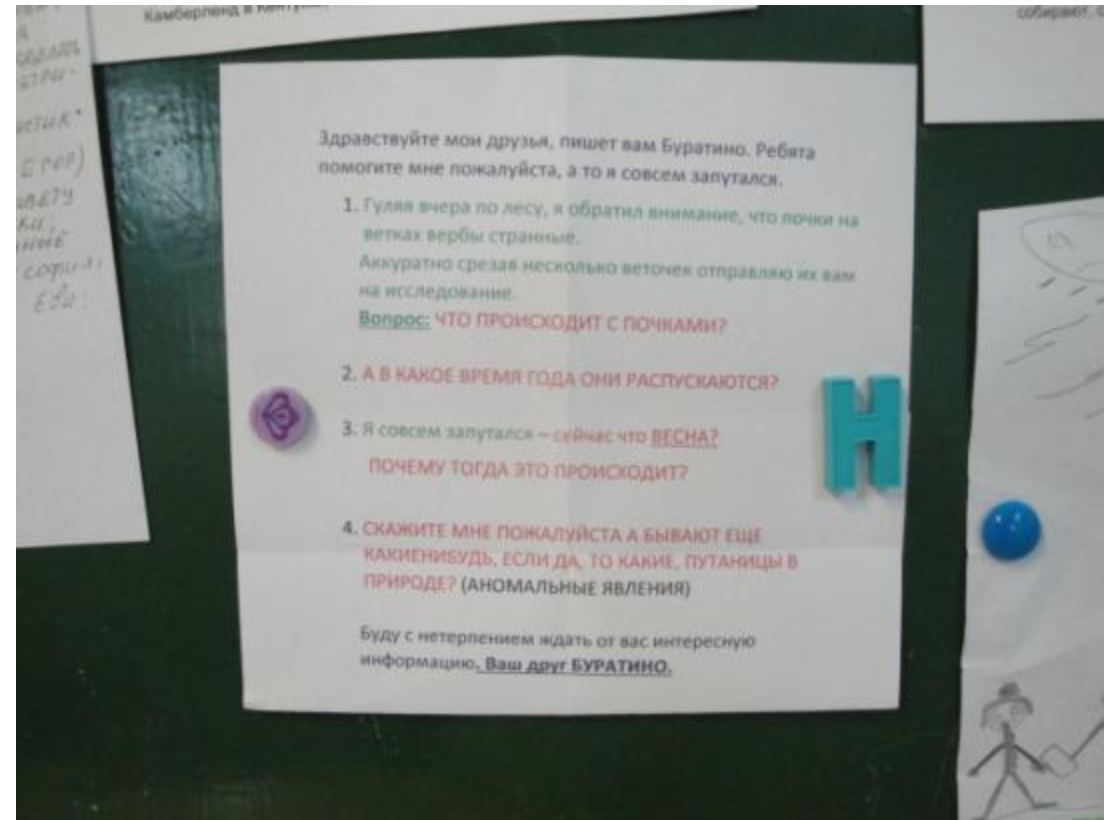 Камберленд в Кентукки
собирают, с
Здравствуйте мои друзья, пишет вам Буратино. Ребята
помогите мне пожалуйста, а то я совсем запутался.
1. Гуляя вчера по лесу, я обратил внимание, что почки на
ветках вербы странные.
Аккуратно срезав несколько веточек отправляю их вам
на исследование.
Вопрос: ЧТО ПРОИСХОДИТ С ПОЧКАМИ?
2. А В КАКОЕ ВРЕМЯ ГОДА ОНИ РАСПУСКАЮТСЯ?
3. Я совсем запутался – сейчас что ВЕСНА?
ПОЧЕМУ ТОГДА ЭТО ПРОИСХОДИТ?
4. СКАЖИТЕ МНЕ ПОЖАЛУЙСТА А БЫВАЮТ ЕЩЕ
КАКИЕНИБУДЬ, ЕСЛИ ДА, ТО КАКИЕ, ПУТАНИЦЫ В
ПРИРОДЕ? (АНОМАЛЬНЫЕ ЯВЛЕНИЯ)
Буду с нетерпением ждать от вас интересную
информацию. Ваш друг БУРАТИНО.
Н